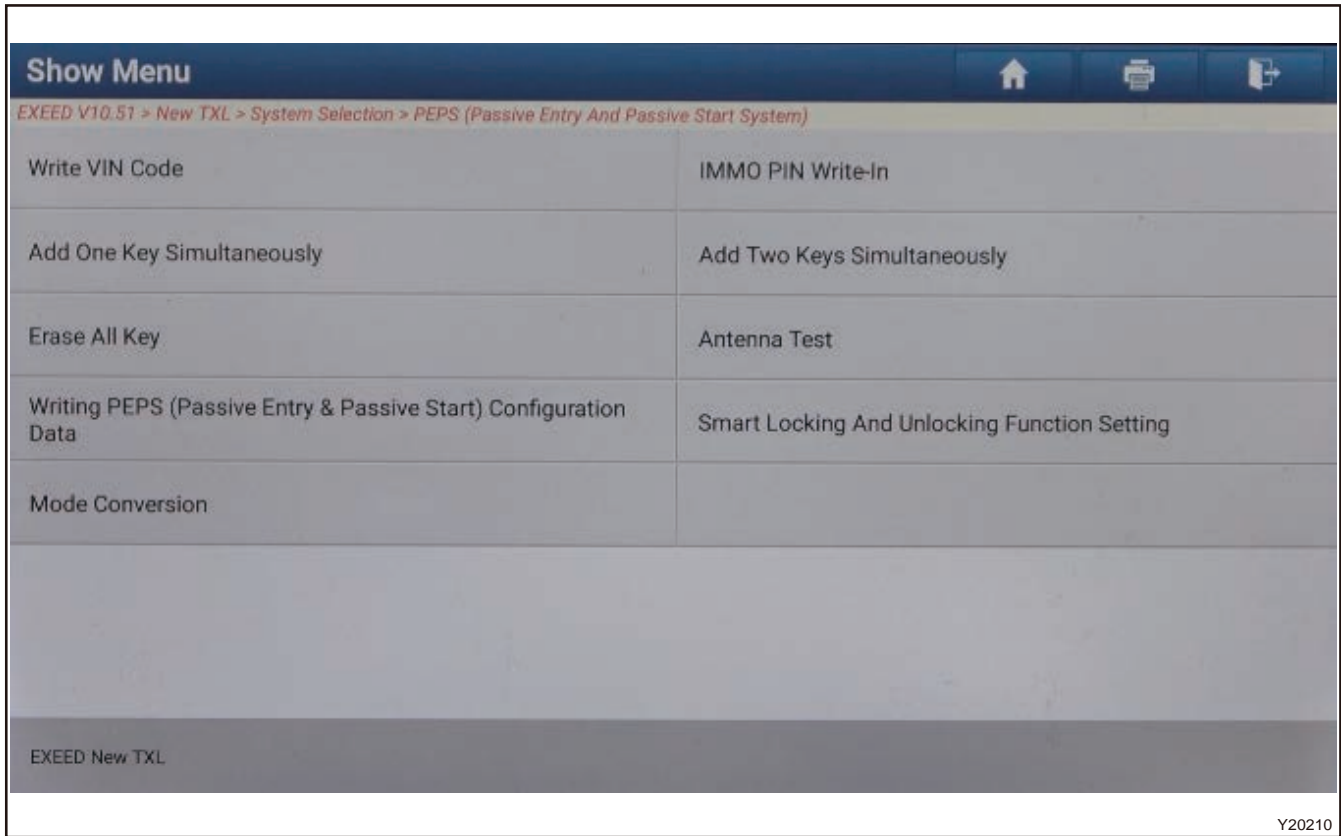 Show Menu
EXEED V10.51 > New TXL > System Selection > PEPS (Passive Entry And Passive Start System)
Write VIN Code
IMMO PIN Write-In
Add One Key Simultaneously
Add Two Keys Simultaneously
Erase All Key
Antenna Test
Writing PEPS (Passive Entry & Passive Start) Configuration
Data
Smart Locking And Unlocking Function Setting
Mode Conversion
EXEED New TXL
Y20210